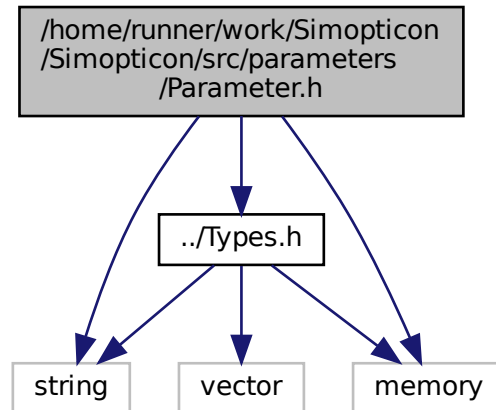 /home/runner/work/Simopticon
/Simopticon/src/parameters
/Parameter.h
../Types.h
string
vector
memory